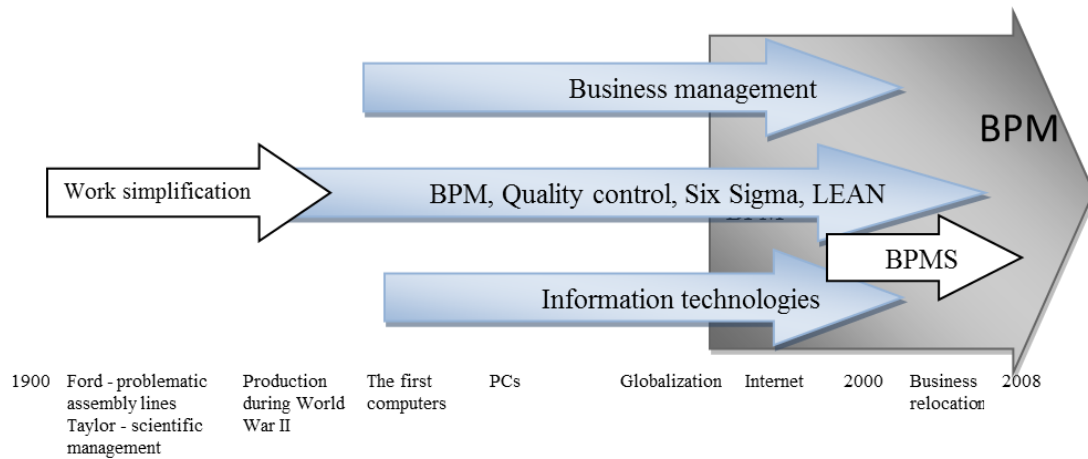 Business management
BPM
Work simplification
BPM, Quality control, Six Sigma, LEAN
BPMS
Information technologies
1900
Ford - problematic
assembly lines
Taylor - scientific
management
Production
during World
War II
The first
computers
PCs
Globalization
Internet
2000
Business
relocation
2008